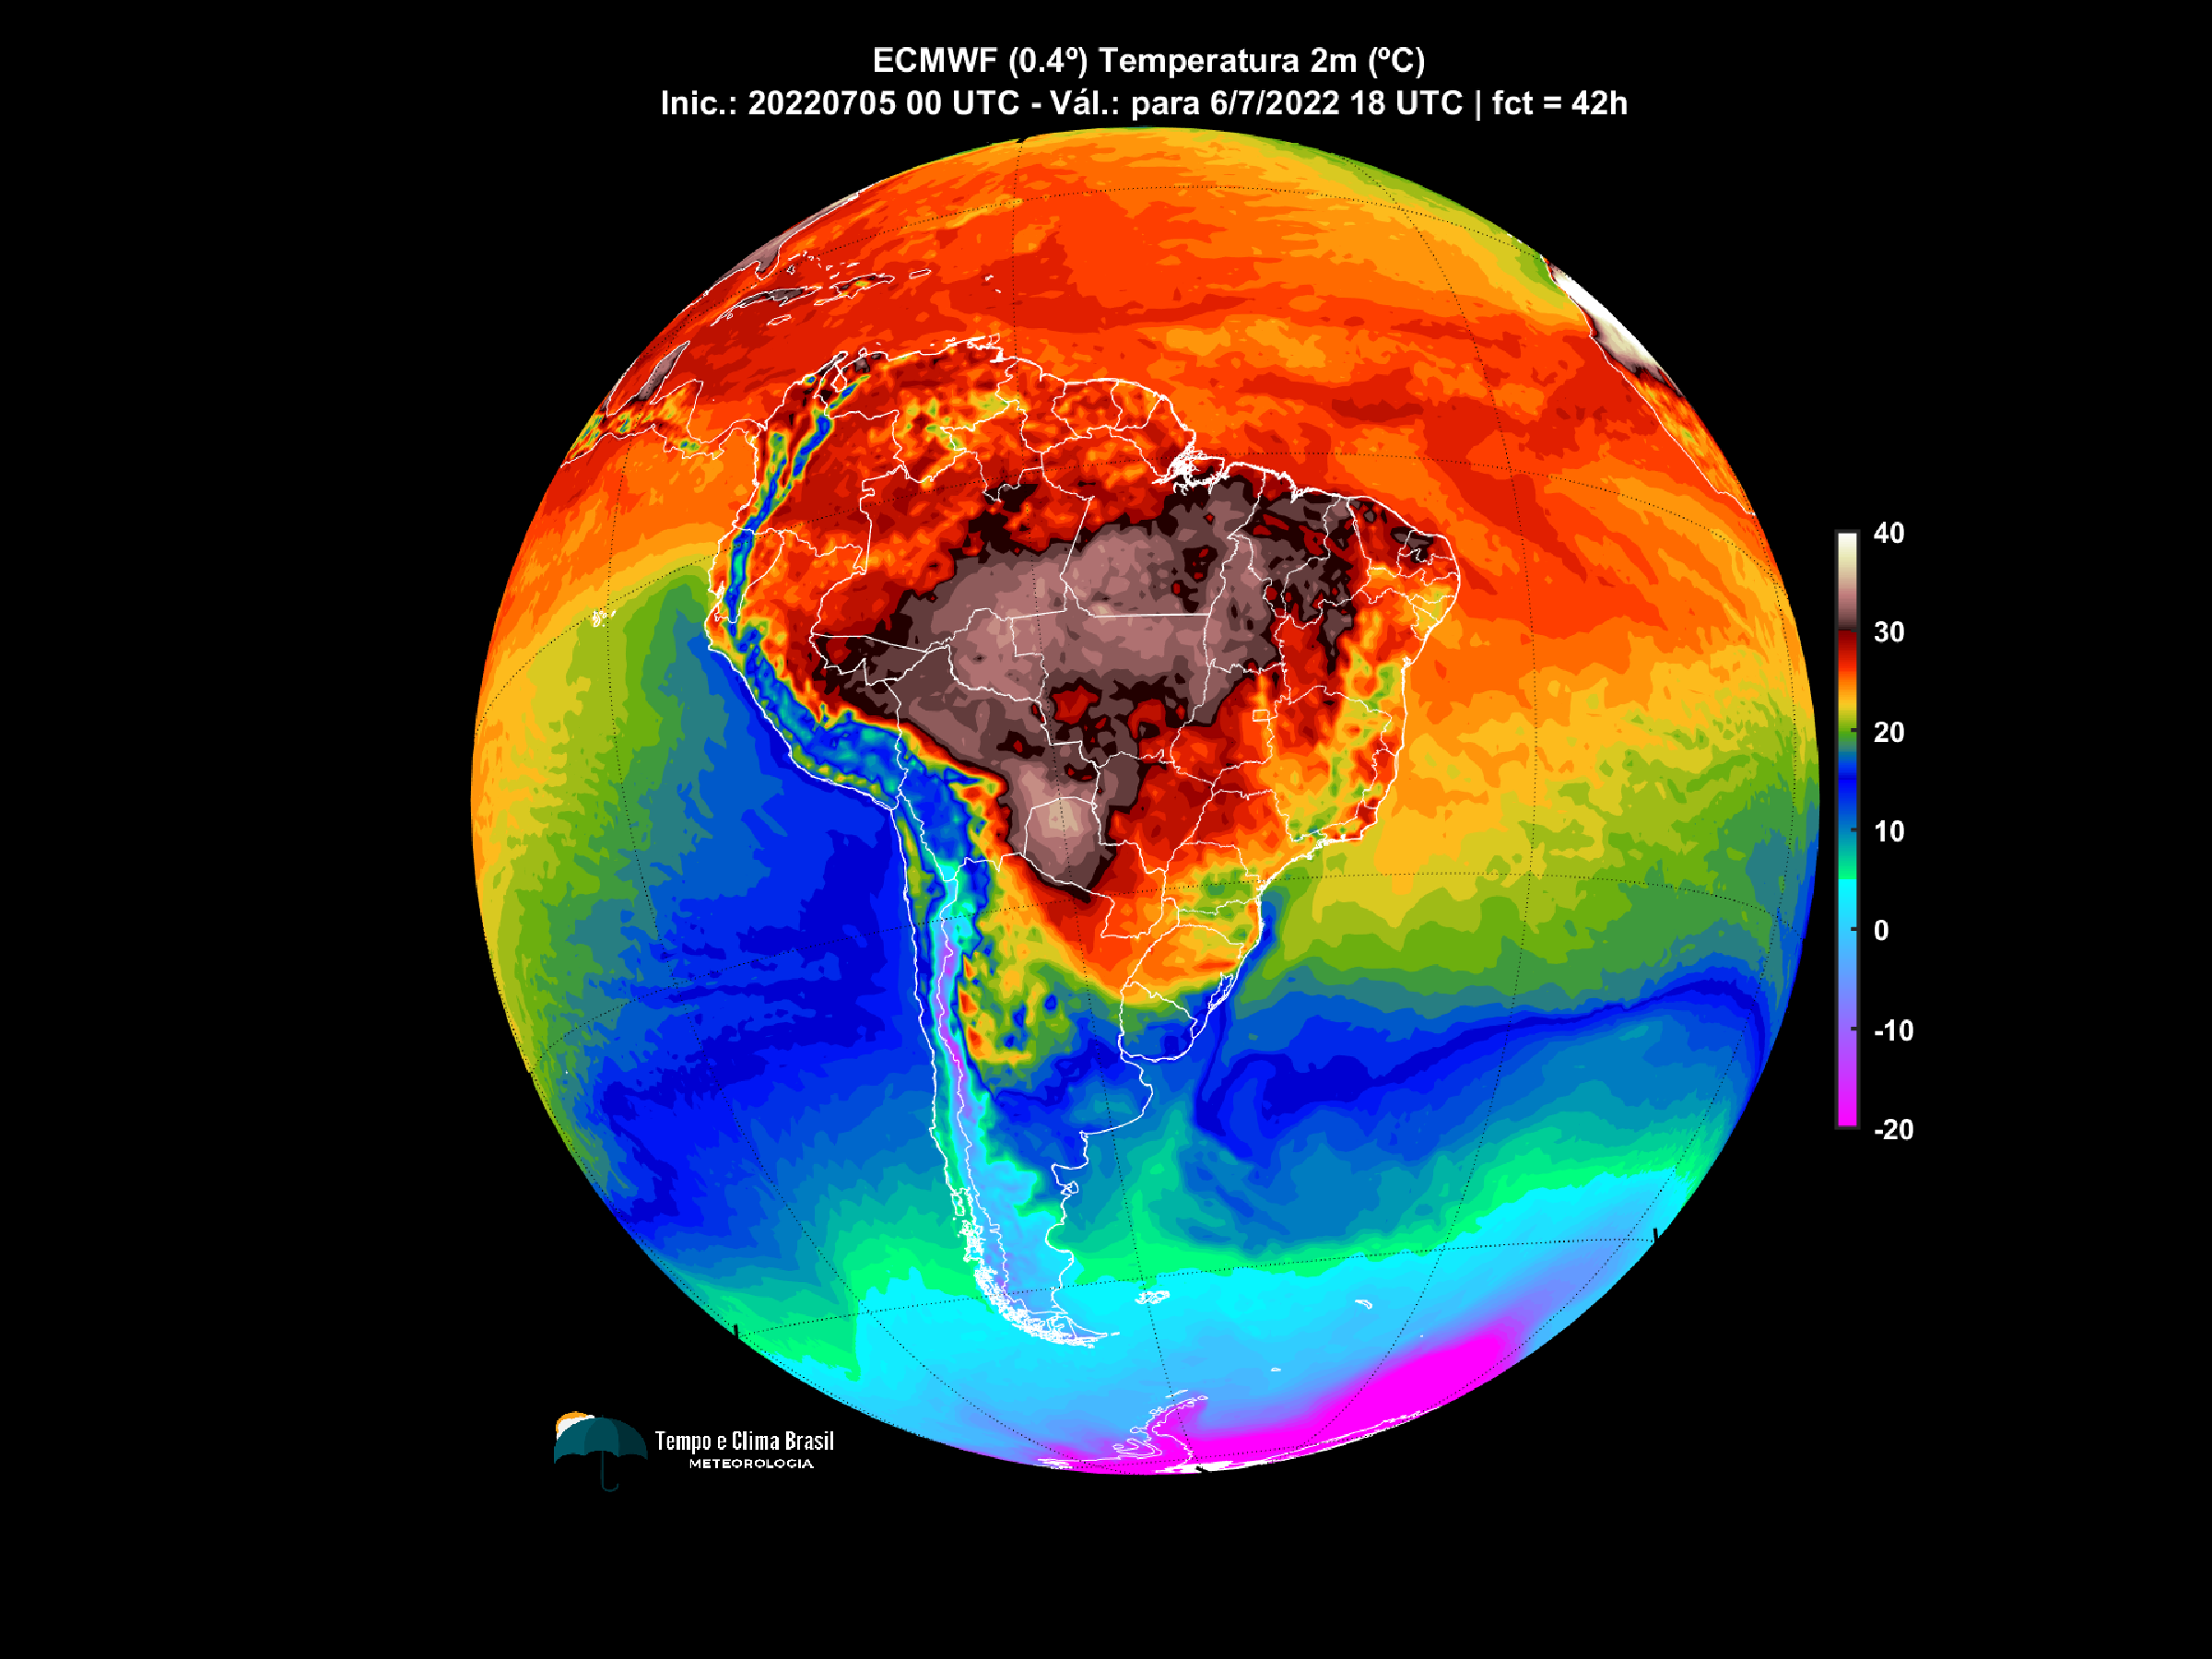 ECMWF (0.4º) Temperatura 2m (ºC)
Inic.: 20220705 00 UTC - Vál.: para 6/7/2022 18 UTC | fct = 42h
40
30
20
10
0
-10
-20
Tempo e Clima Brasil
METEOROLOGIA